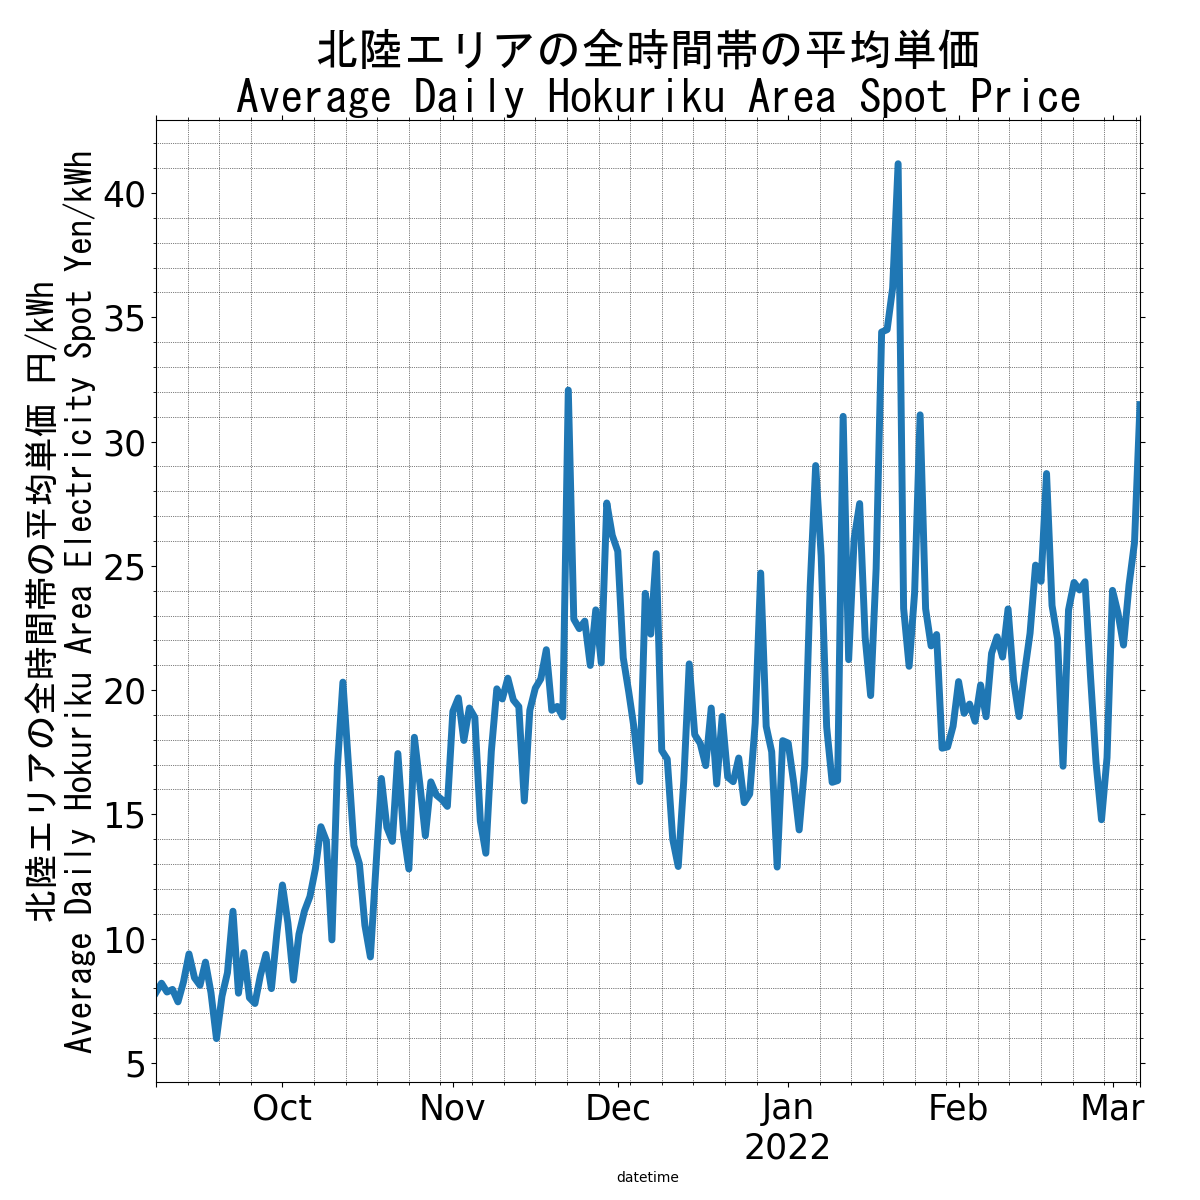 北陸エリアの全時間帯の平均単価
Average Daily Hokuriku Area Spot Price
北陸エリアの全時間帯の平均単価 円/kWh
Average Daily Hokuriku Area Electricity Spot Yen/kWh
40
35
30
25
20
15
10
5
Oct
Nov
Dec
Jan
2022
Feb
Mar
datetime